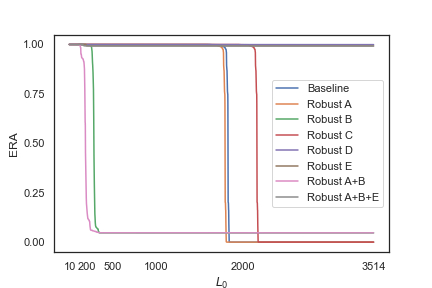 1.00
0.75
0.50
0.25
0.00
ERA
10 200 500 1000 2000 3514
L₀
Baseline
Robust A
Robust B
Robust C
Robust D
Robust E
Robust A+B
Robust A+B+E